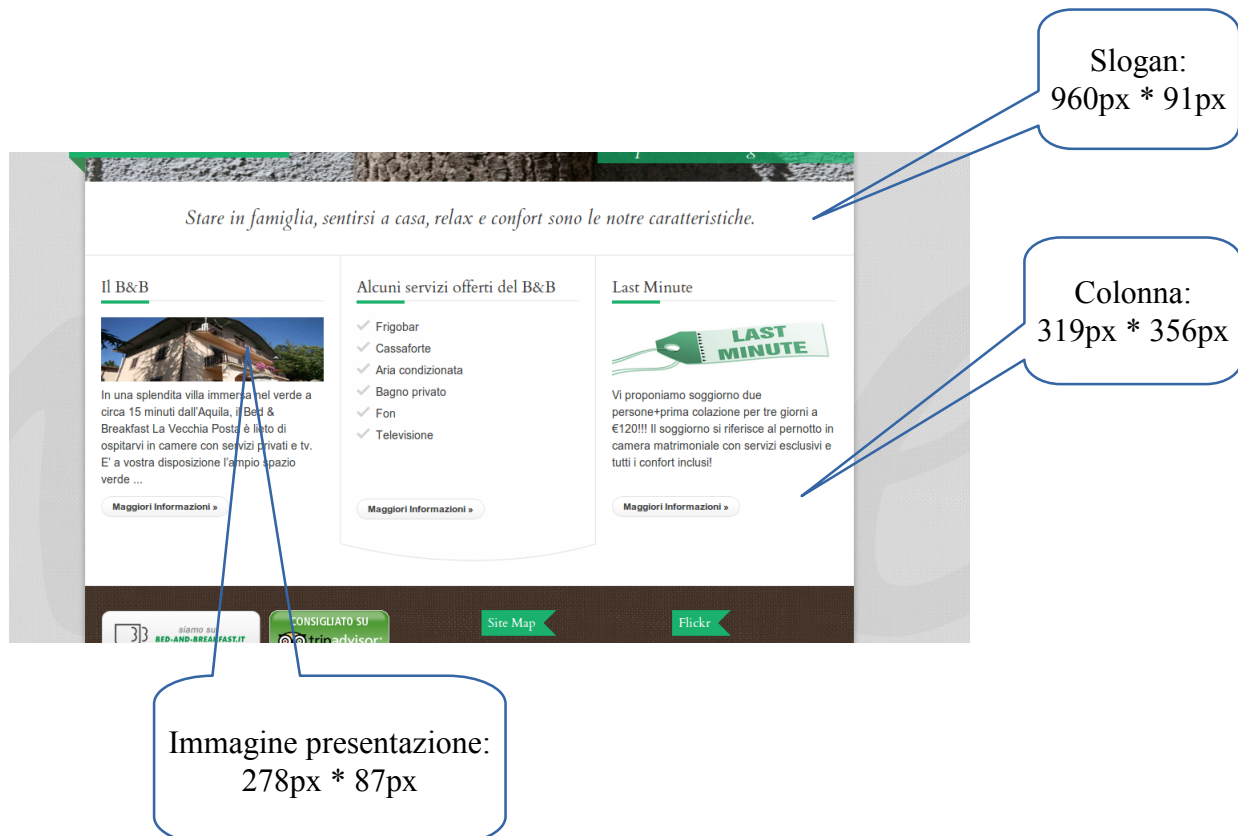 Slogan:
960px * 91px
Stare in famiglia, sentirsi a casa, relax e confort sono le notre caratteristiche.
Il B&B
In una splendita villa immersa nel verde a
circa 15 minuti dall'Aquila, il Bed &
Breakfast La Vecchia Posta è lieto di
ospitarvi in camere con servizi privati e tv.
E' a vostra disposizione l'ampio spazio
verde ...
Maggiori Informazioni »
Alcuni servizi offerti del B&B
Frigobar
Cassaforte
Aria condizionata
Bagno privato
Fon
Televisione
Maggiori Informazioni »
Last Minute
LAST
MINUTE
Vi proponiamo soggiorno due
persone+prima colazione per tre giorni a
€120!!! Il soggiorno si riferisce al pernotto in
camera matrimoniale con servizi esclusivi e
tutti i confort inclusi!
Maggiori Informazioni »
Colonna:
319px * 356px
siamo su
BED-AND-BREAKFAST.IT
CONSIGLIATO SU
tripadvisor
Site Map
Flickr
Immagine presentazione:
278px * 87px